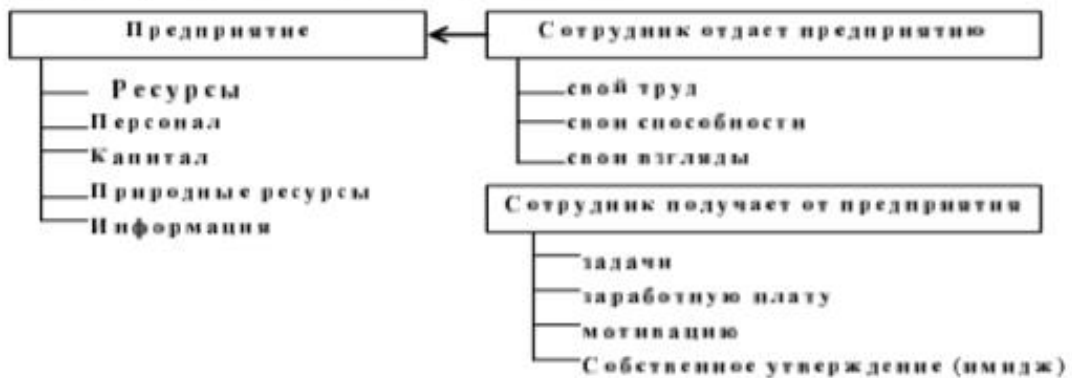 Предприятие
Ресурсы
Персонал
Капитал
Природные ресурсы
Информация
Сотрудник отдает предприятию
свой труд
свои способности
свои взгляды
Сотрудник получает от предприятия
задачи
заработную плату
мотивацию
Собственное утверждение (имидж)